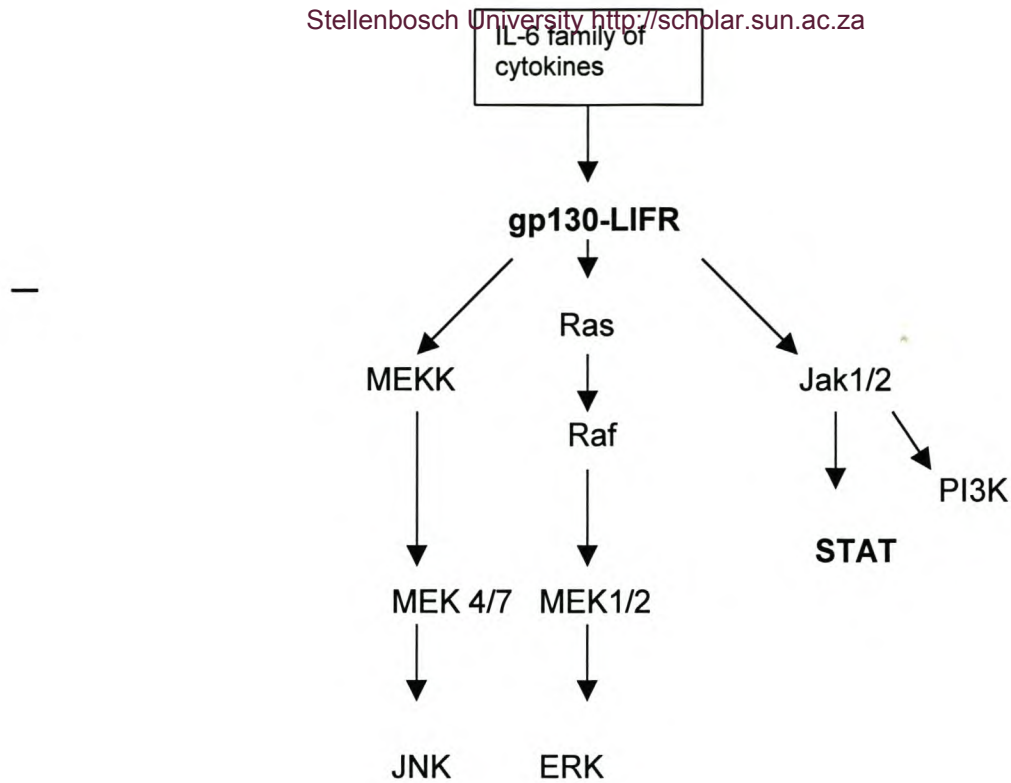 Stellenbosch University http://scholar.sun.ac.za
IL-6 family of
cytokines
gp130-LIFR
Ras
MEKK
Jak1/2
Raf
PI3K
STAT
MEK 4/7 MEK1/2
JNK ERK